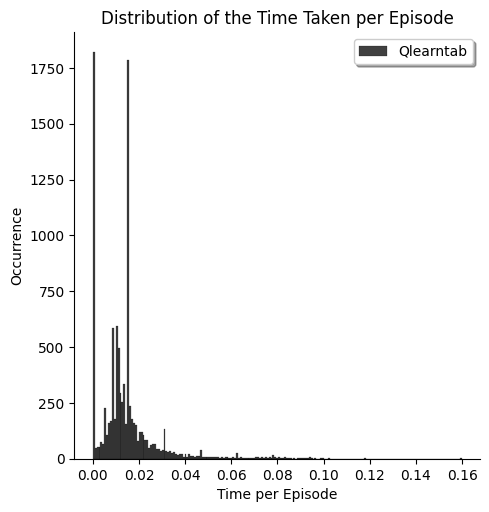 Distribution of the Time Taken per Episode
Qlearntab
1750
1500
1250
1000
750
500
250
0
Occurrence
0.00 0.02 0.04 0.06 0.08 0.10 0.12 0.14 0.16
Time per Episode